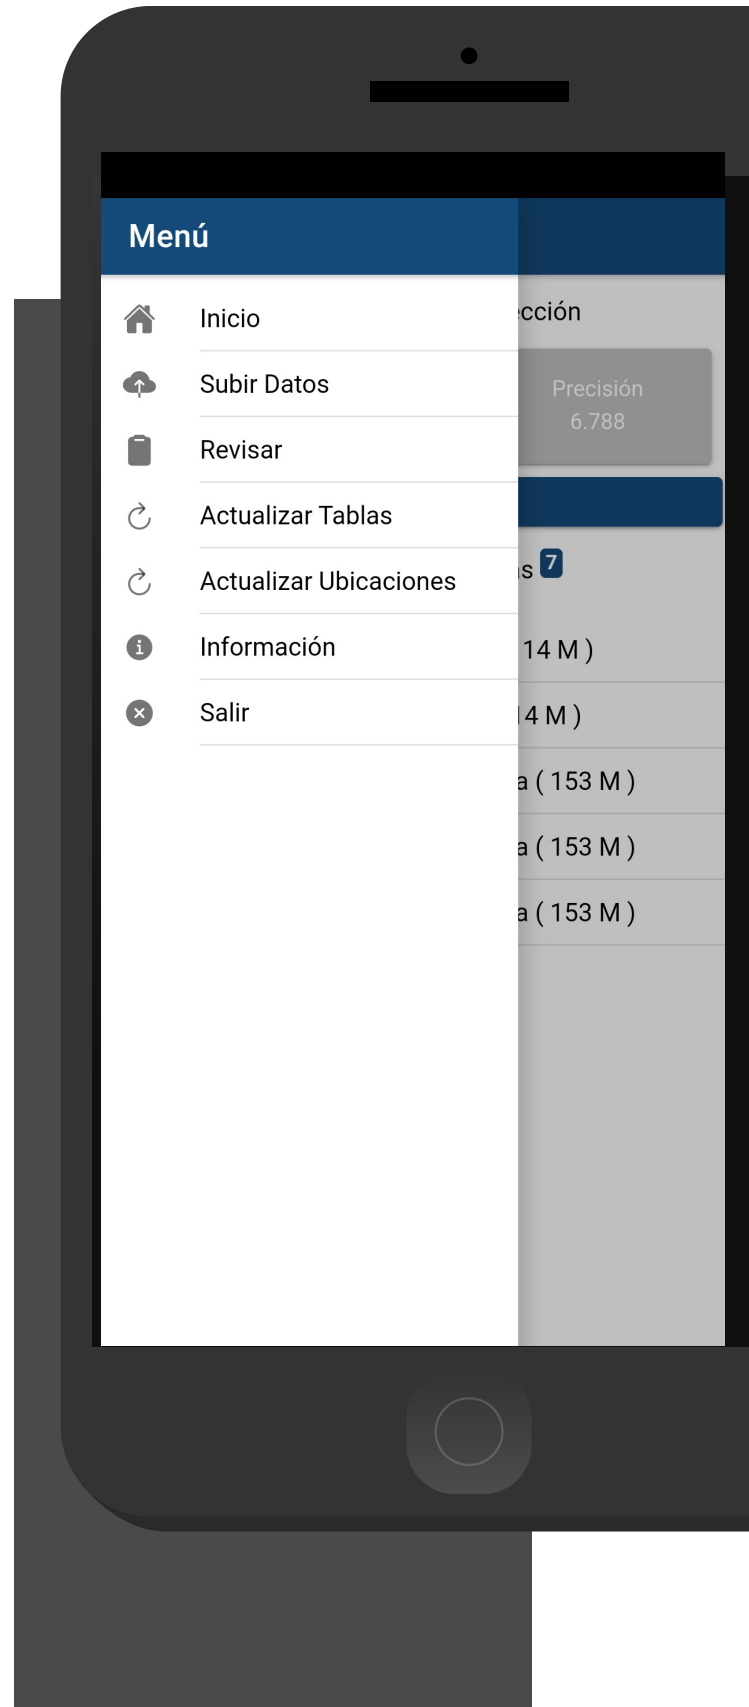 Menú
Inicio
Subir Datos
Revisar
Actualizar Tablas
Actualizar Ubicaciones
Información
Salir
Precisión
6.788
7
14 M )
14 M )
( 153 M )
( 153 M )
( 153 M )